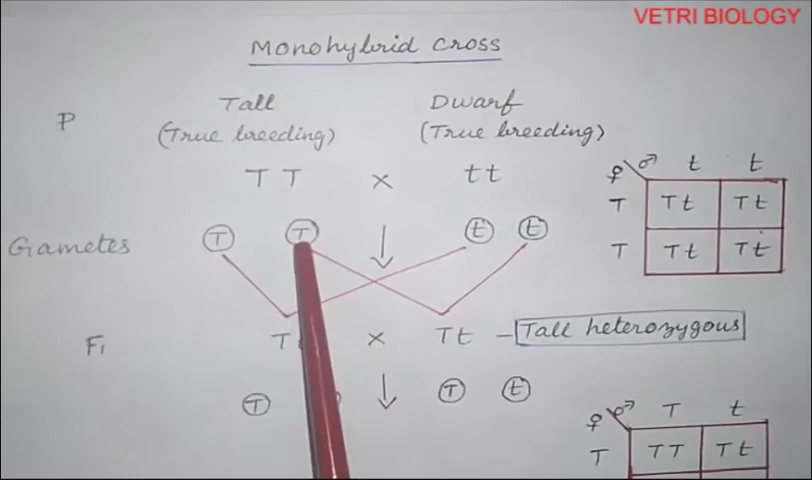 VETRI BIOLOGY
Monohybrid cross
P
Tall Dwarf
(True breeding) (True breeding)
T T × tt
Gametes T T t t
F1 T × Tt – Tall heterozygous
T T t
♀ ♂ t t
T Tt Tt
T Tt Tt
♀ ♂ T t
T TT Tt